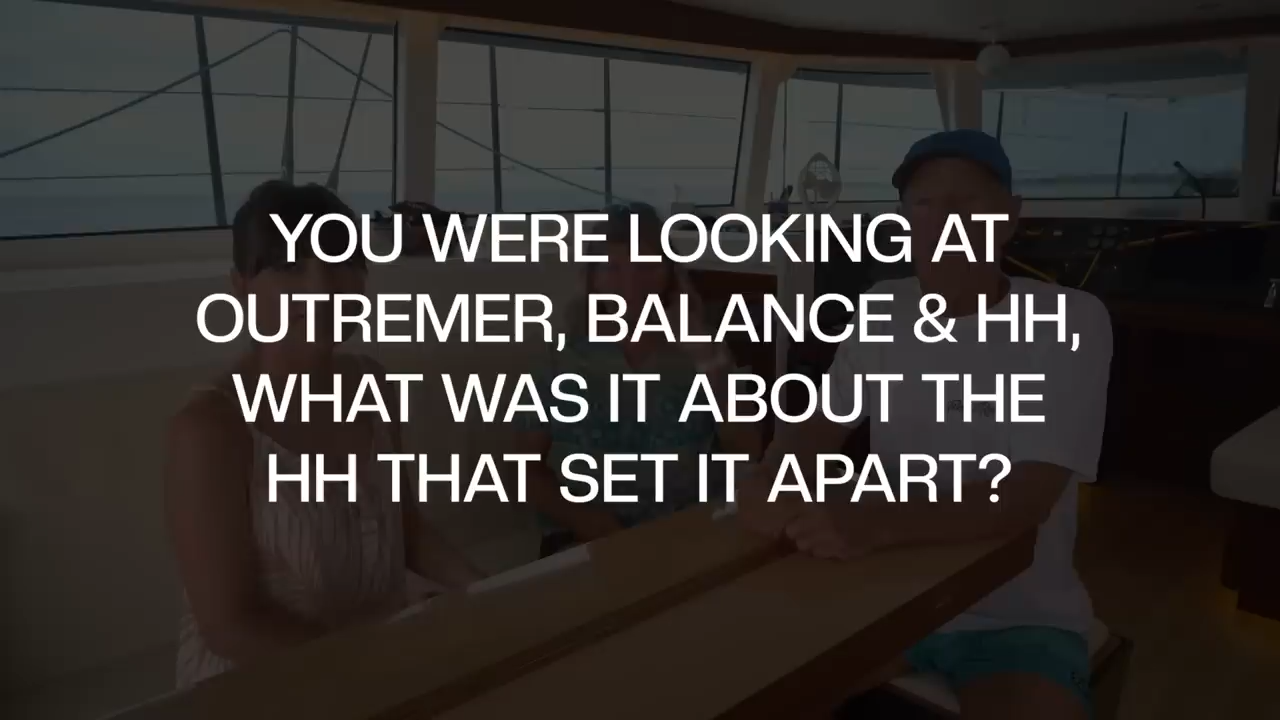 YOU WERE LOOKING AT
OUTREMER, BALANCE & HH,
WHAT WAS IT ABOUT THE
HH THAT SET IT APART?